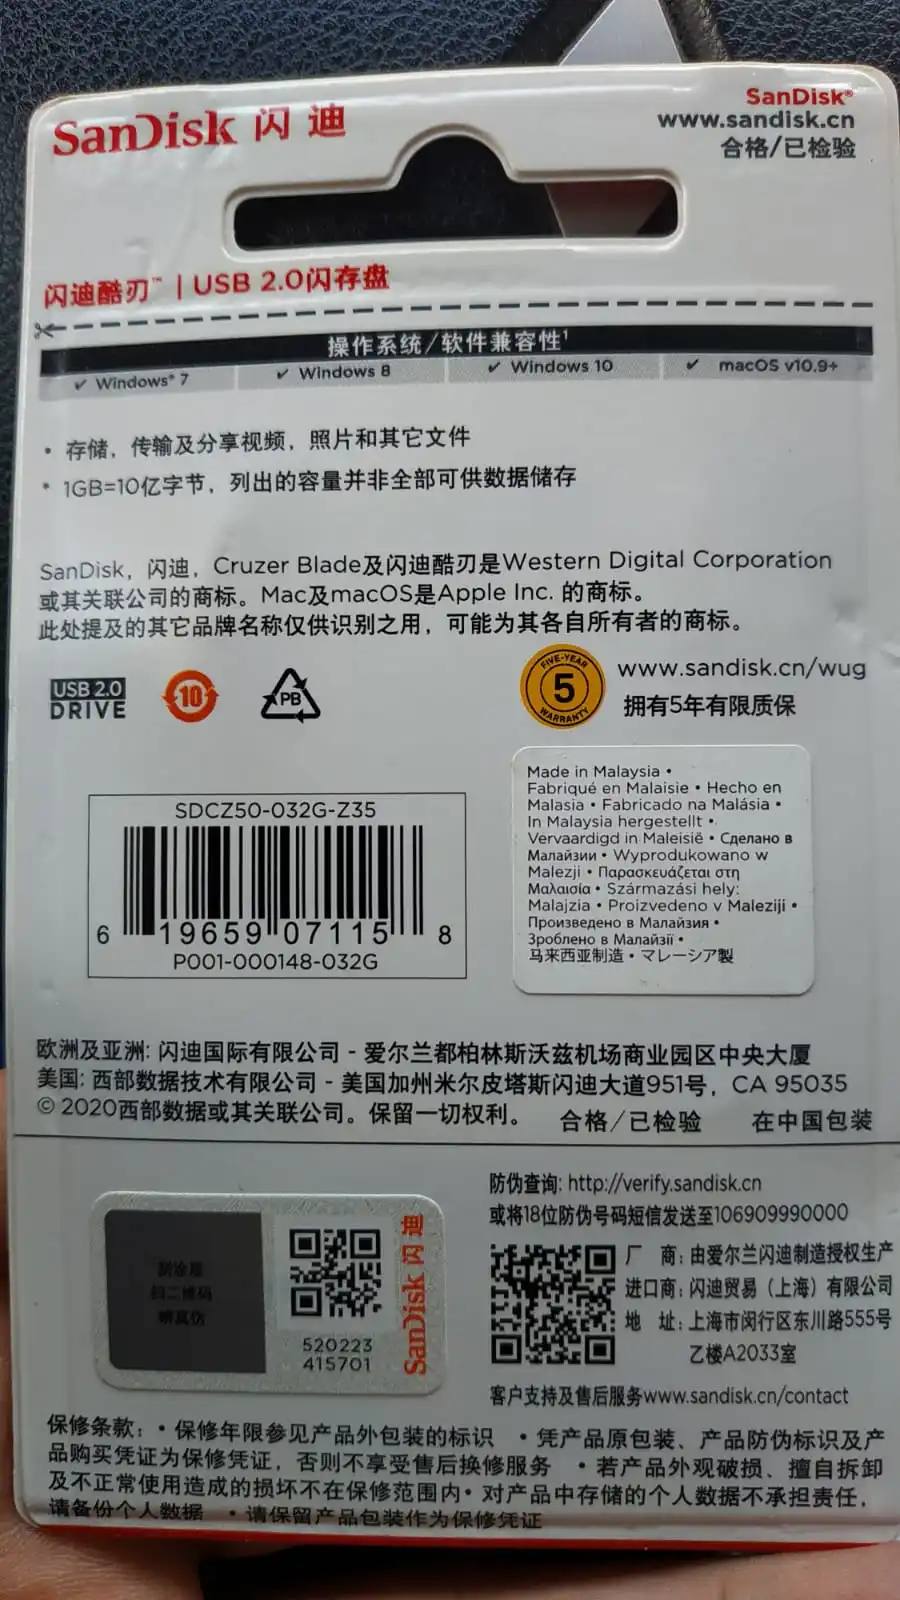 SanDisk 闪迪
SanDisk®
www.sandisk.cn
合格/已检验
闪迪酷刃™ | USB 2.0闪存盘
操作系统/软件兼容性¹
✓ Windows® 7 ✓ Windows 8 ✓ Windows 10 ✓ macOS v10.9+
• 存储，传输及分享视频，照片和其它文件
* 1GB=10亿字节，列出的容量并非全部可供数据储存
SanDisk，闪迪，Cruzer Blade及闪迪酷刃是Western Digital Corporation
或其关联公司的商标。Mac及macOS是Apple Inc. 的商标。
此处提及的其它品牌名称仅供识别之用，可能为其各自所有者的商标。
USB 2.0
DRIVE
10
PB
FIVE-YEAR
5
WARRANTY
www.sandisk.cn/wug
拥有5年有限质保
SDCZ50-032G-Z35
6 19659 07115 8
P001-000148-032G
Made in Malaysia •
Fabriqué en Malaisie • Hecho en
Malasia • Fabricado na Malásia •
In Malaysia hergestellt •
Vervaardigd in Maleisië • Сделано в
Малайзии • Wyprodukowano w
Malezji • Παρασκευάζεται στη
Μαλαισία • Származási hely:
Malajzia • Proizvedeno v Maleziji •
Произведено в Малайзия •
Зроблено в Малайзії •
马来西亚制造 • マレーシア製
欧洲及亚洲: 闪迪国际有限公司 - 爱尔兰都柏林斯沃兹机场商业园区中央大厦
美国: 西部数据技术有限公司 - 美国加州米尔皮塔斯闪迪大道951号，CA 95035
© 2020西部数据或其关联公司。保留一切权利。 合格/已检验 在中国包装
刮涂层
扫二维码
辨真伪
520223
415701
SanDisk 闪迪
防伪查询: http://verify.sandisk.cn
或将18位防伪号码短信发送至106909990000
厂 商: 由爱尔兰闪迪制造授权生产
进口商: 闪迪贸易（上海）有限公司
地 址: 上海市闵行区东川路555号
乙楼A2033室
客户支持及售后服务www.sandisk.cn/contact
保修条款: • 保修年限参见产品外包装的标识 • 凭产品原包装、产品防伪标识及产
品购买凭证为保修凭证，否则不享受售后换修服务 • 若产品外观破损、擅自拆卸
及不正常使用造成的损坏不在保修范围内• 对产品中存储的个人数据不承担责任，
请备份个人数据 • 请保留产品包装作为保修凭证